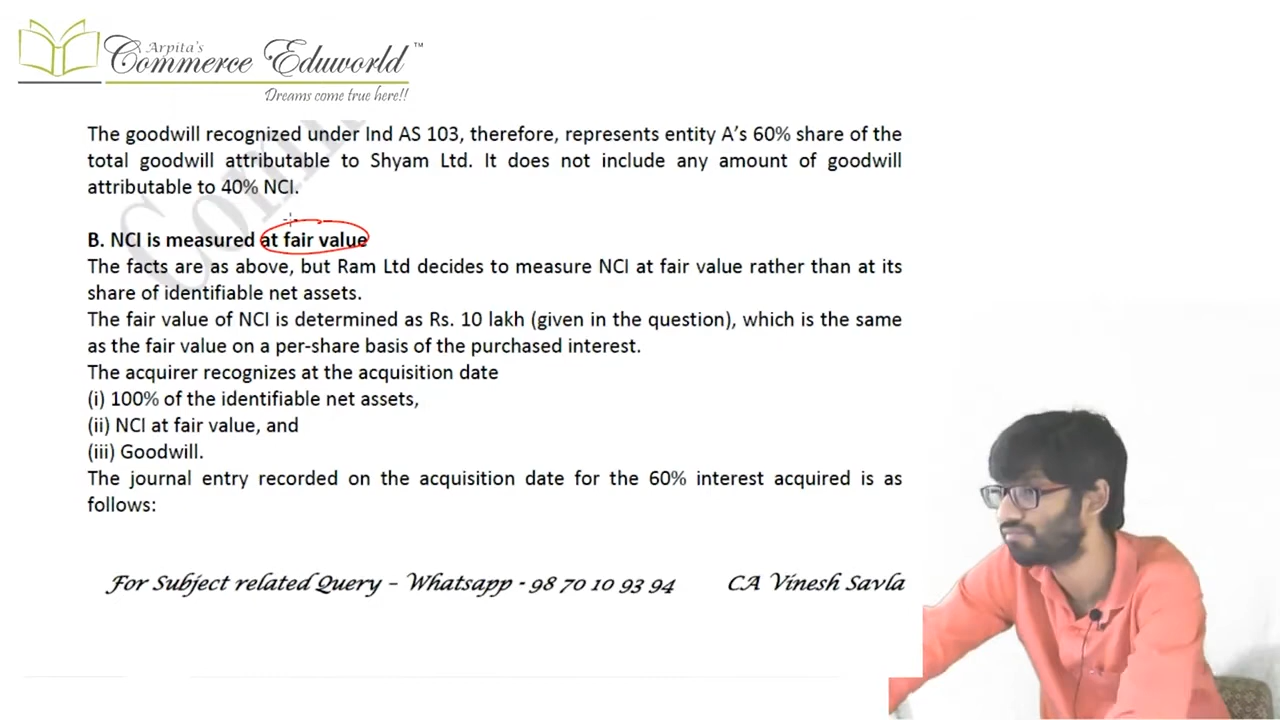 Arpita's
Commerce Eduworld™
Dreams come true here!!
The goodwill recognized under Ind AS 103, therefore, represents entity A's 60% share of the
total goodwill attributable to Shyam Ltd. It does not include any amount of goodwill
attributable to 40% NCI.
B. NCI is measured at fair value
The facts are as above, but Ram Ltd decides to measure NCI at fair value rather than at its
share of identifiable net assets.
The fair value of NCI is determined as Rs. 10 lakh (given in the question), which is the same
as the fair value on a per-share basis of the purchased interest.
The acquirer recognizes at the acquisition date
(i) 100% of the identifiable net assets,
(ii) NCI at fair value, and
(iii) Goodwill.
The journal entry recorded on the acquisition date for the 60% interest acquired is as
follows:
For Subject related Query – Whatsapp - 98 70 10 93 94 CA Vinesh Savla